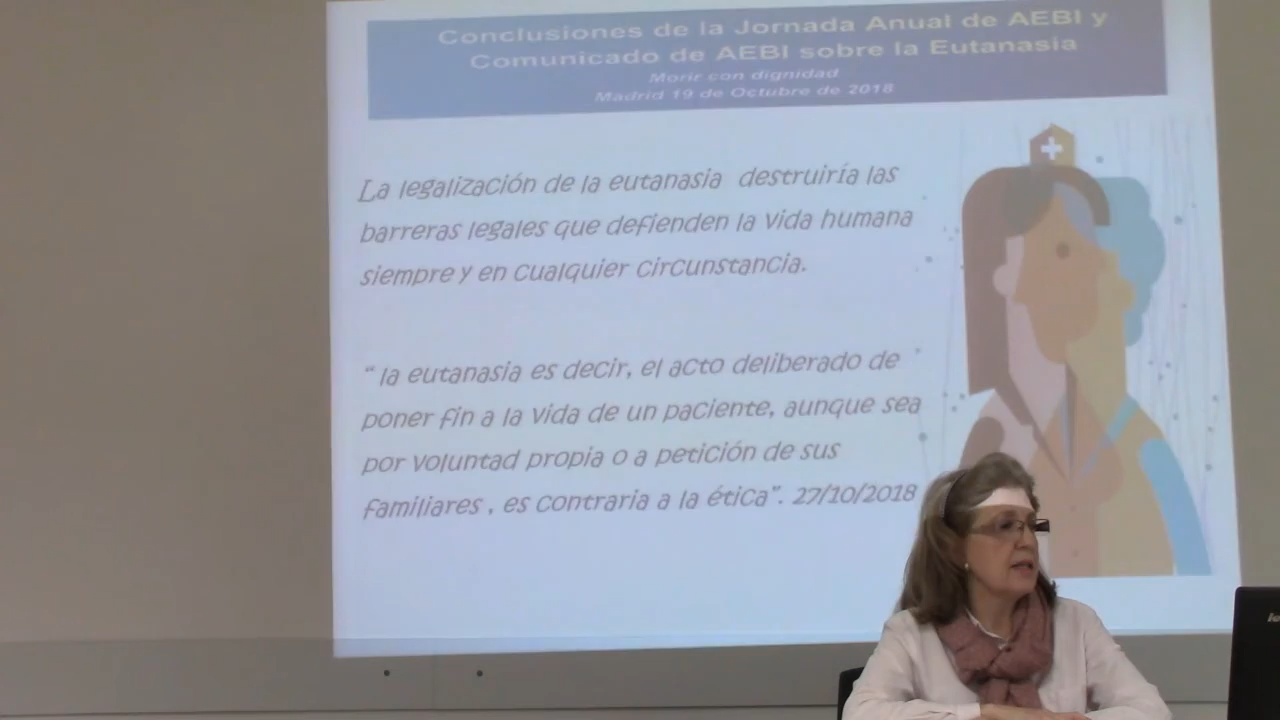 Conclusiones de la Jornada Anual de AEBI y
Comunicado de AEBI sobre la Eutanasia
Morir con dignidad
Madrid 19 de Octubre de 2018
La legalización de la eutanasia destruiría las
barreras legales que defienden la vida humana
siempre y en cualquier circunstancia.
“ la eutanasia es decir, el acto deliberado de
poner fin a la vida de un paciente, aunque sea
por voluntad propia o a petición de sus
familiares , es contraria a la ética”. 27/10/2018